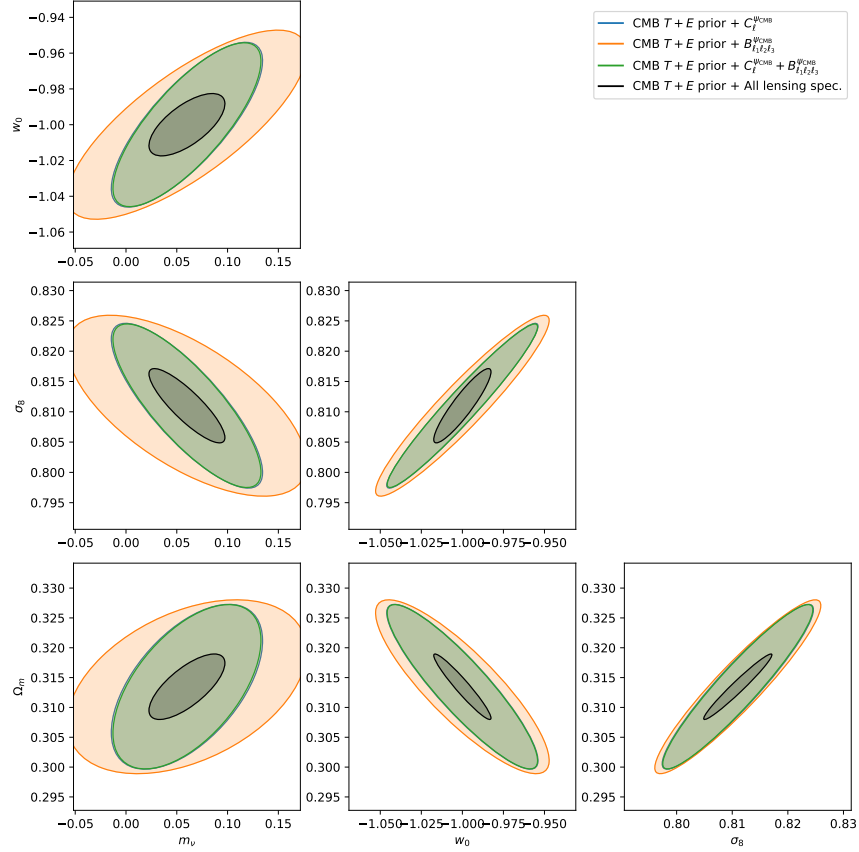 CMB T + E prior + C_ℓ^{ψ_CMB}
CMB T + E prior + B_{ℓ₁ℓ₂ℓ₃}^{ψ_CMB}
CMB T + E prior + C_ℓ^{ψ_CMB} + B_{ℓ₁ℓ₂ℓ₃}^{ψ_CMB}
CMB T + E prior + All lensing spec.
−0.94
−0.96
−0.98
−1.00
−1.02
−1.04
−1.06
w₀
−0.05 0.00 0.05 0.10 0.15
0.830
0.825
0.820
0.815
0.810
0.805
0.800
0.795
σ₈
−0.05 0.00 0.05 0.10 0.15
0.830
0.825
0.820
0.815
0.810
0.805
0.800
0.795
−1.050 −1.025 −1.000 −0.975 −0.950
0.330
0.325
0.320
0.315
0.310
0.305
0.300
0.295
Ωₘ
−0.05 0.00 0.05 0.10 0.15
m_ν
0.330
0.325
0.320
0.315
0.310
0.305
0.300
0.295
−1.050 −1.025 −1.000 −0.975 −0.950
w₀
0.330
0.325
0.320
0.315
0.310
0.305
0.300
0.295
0.80 0.81 0.82 0.83
σ₈